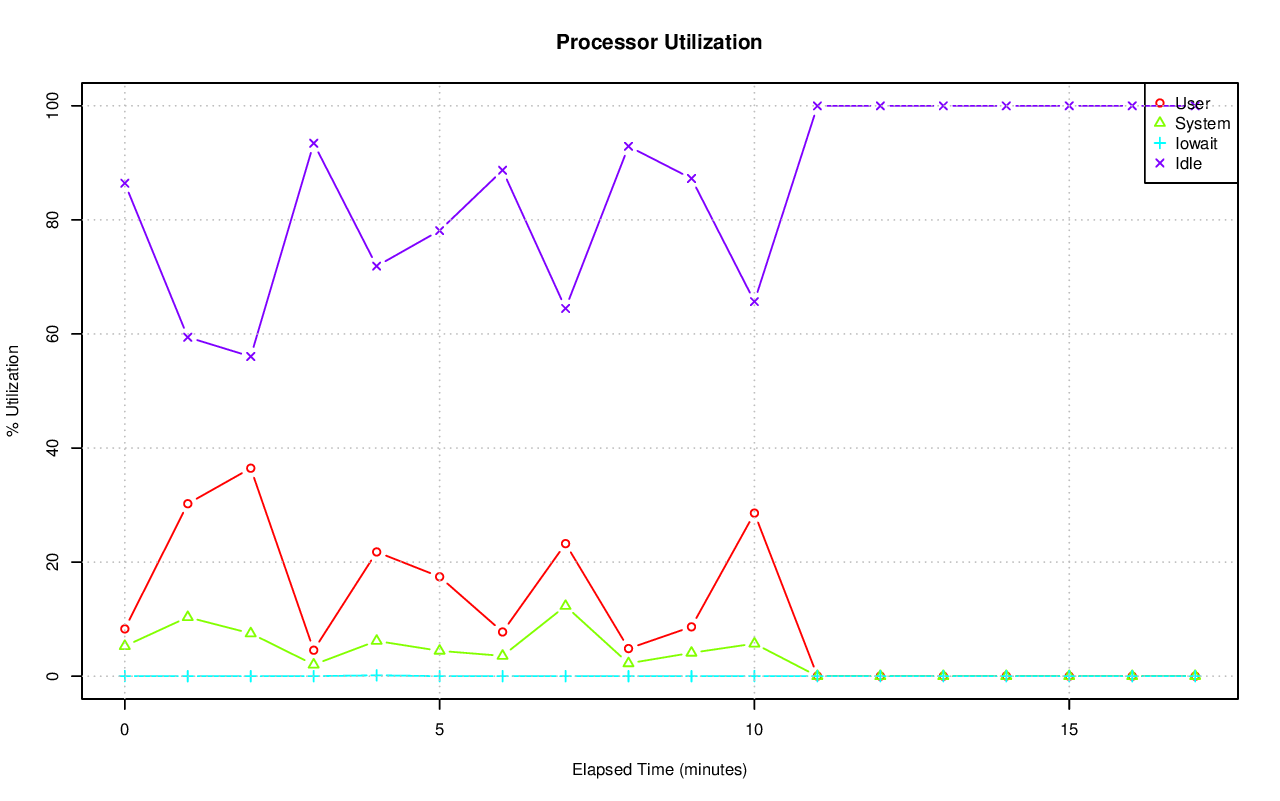 Processor Utilization
% Utilization
100
80
60
40
20
0
User
System
Iowait
Idle
0 5 10 15
Elapsed Time (minutes)